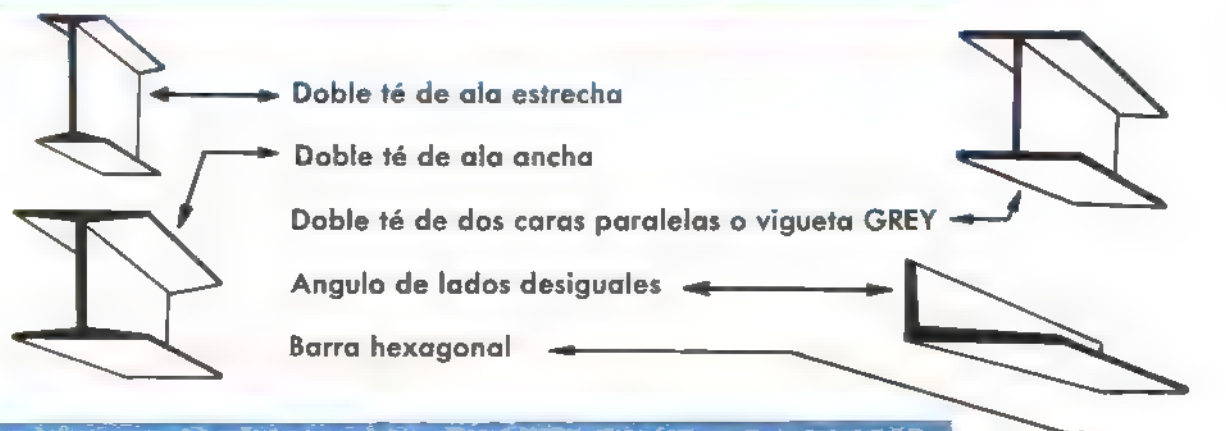 Doble té de ala estrecha
Doble té de ala ancha
Doble té de dos caras paralelas o vigueta GREY
Angulo de lados desiguales
Barra hexagonal